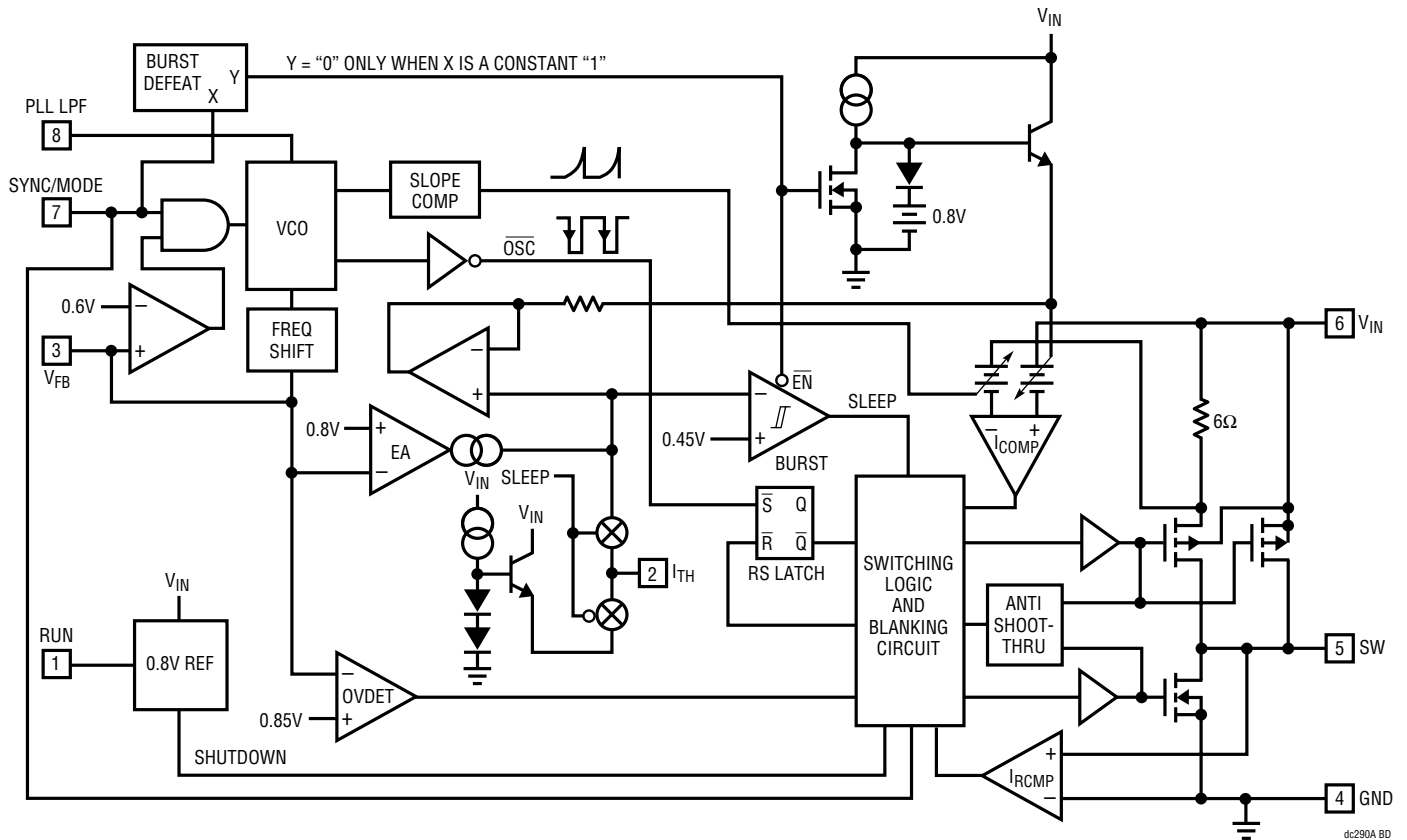 V_IN
BURST
DEFEAT
Y
X
Y = “0” ONLY WHEN X IS A CONSTANT “1”
PLL LPF
8
SYNC/MODE
7
VCO
SLOPE
COMP
0.8V
OSC
0.6V
−
+
3
V_FB
FREQ
SHIFT
−
+
6
V_IN
EN
−
+
0.45V
BURST
SLEEP
−
+
I_COMP
6Ω
0.8V
+
−
EA
V_IN
SLEEP
V_IN
S
Q
R
Q
RS LATCH
2
I_TH
SWITCHING
LOGIC
AND
BLANKING
CIRCUIT
ANTI
SHOOT-
THRU
V_IN
RUN
1
0.8V REF
5
SW
−
+
OVDET
0.85V
SHUTDOWN
+
−
I_RCMP
4
GND
dc290A BD